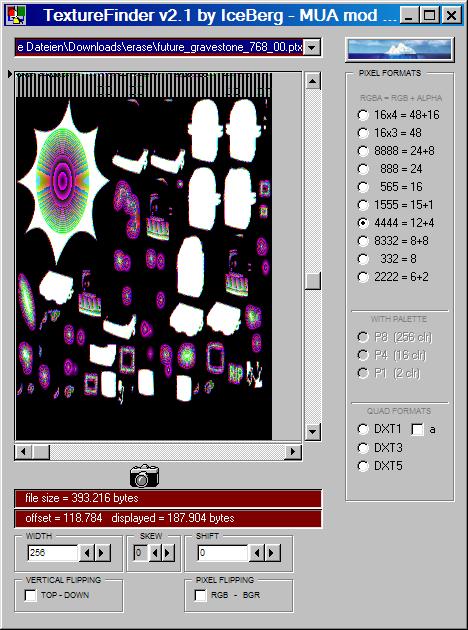 TextureFinder v2.1 by IceBerg - MUA mod ...
e Dateien\Downloads\erase\future_gravestone_768_00.ptx
PIXEL FORMATS
RGBA = RGB + ALPHA
16x4 = 48+16
16x3 = 48
8888 = 24+8
888 = 24
565 = 16
1555 = 15+1
4444 = 12+4
8332 = 8+8
332 = 8
2222 = 6+2
WITH PALETTE
P8 (256 clr)
P4 (16 clr)
P1 (2 clr)
QUAD FORMATS
DXT1 a
DXT3
DXT5
file size = 393.216 bytes
offset = 118.784 displayed = 187.904 bytes
WIDTH SKEW SHIFT
256 0 0
VERTICAL FLIPPING PIXEL FLIPPING
TOP - DOWN RGB - BGR